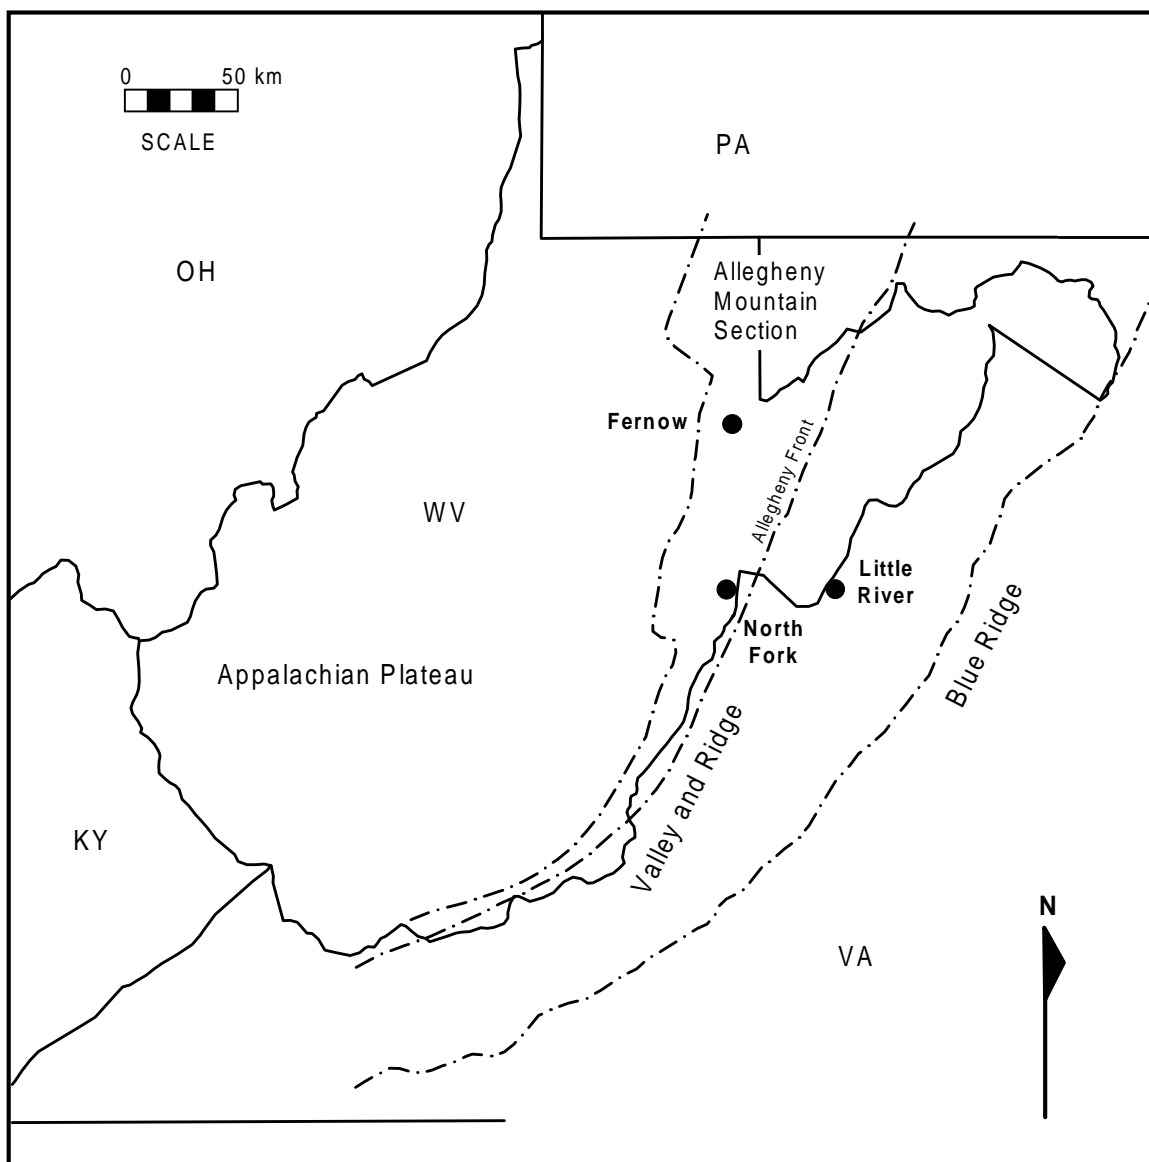 0 50 km
SCALE
PA
OH
Allegheny
Mountain
Section
Fernow
Allegheny Front
WV
Little
River
North
Fork
Blue Ridge
Appalachian Plateau
Valley and Ridge
KY
N
VA